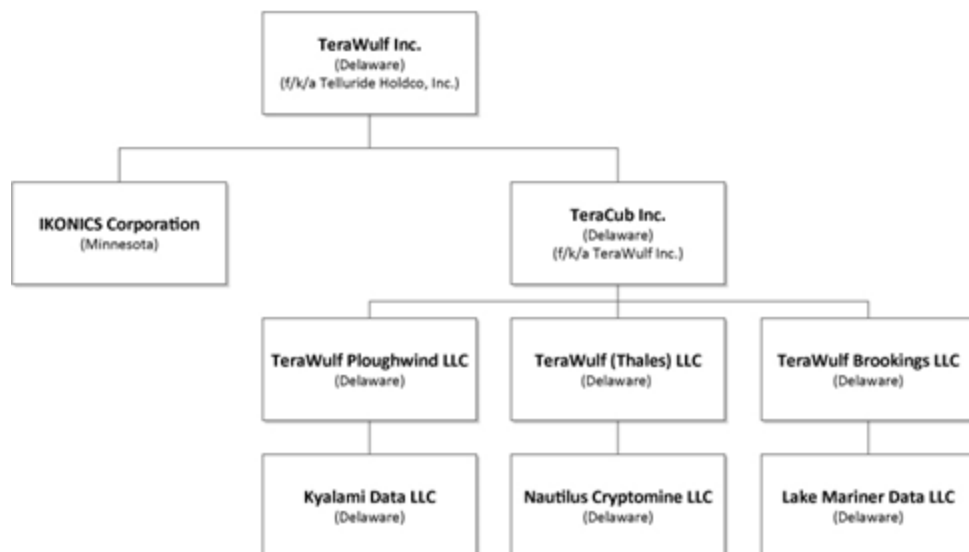 TeraWulf Inc.
(Delaware)
(f/k/a Telluride Holdco, Inc.)
IKONICS Corporation
(Minnesota)
TeraCub Inc.
(Delaware)
(f/k/a TeraWulf Inc.)
TeraWulf Ploughwind LLC
(Delaware)
TeraWulf (Thales) LLC
(Delaware)
TeraWulf Brookings LLC
(Delaware)
Kyalami Data LLC
(Delaware)
Nautilus Cryptomine LLC
(Delaware)
Lake Mariner Data LLC
(Delaware)